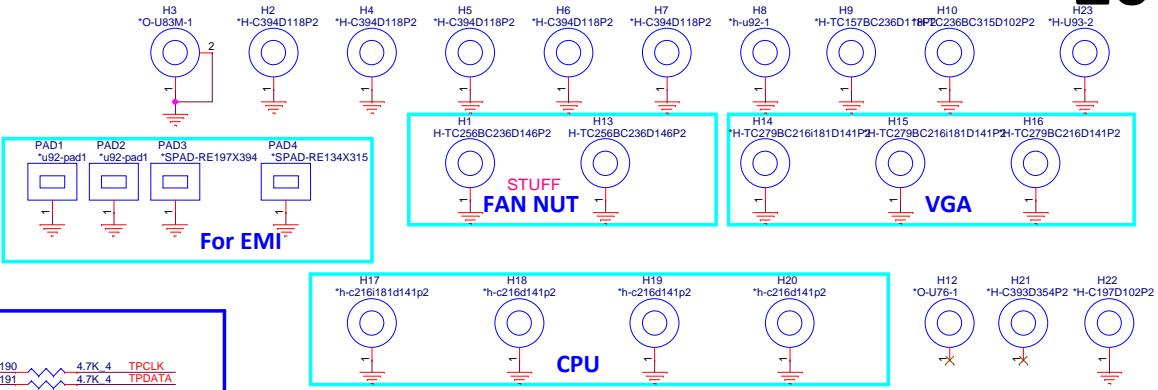 H3 H2 H4 H5 H6 H7 H8 H9 H10 H23
*O-U83M-1 *H-C394D118P2 *H-C394D118P2 *H-C394D118P2 *H-C394D118P2 *H-C394D118P2 *h-u92-1 *H-TC157BC236D118P2 *H-U93-2
2
1 1 1 1 1 1 1 1 1 1
H1 H13 H14 H15 H16
H-TC256BC236D146P2 H-TC256BC236D146P2 *H-TC279BC216i181D141P2 *H-TC279BC216i181D141P2 *H-TC279BC216D141P2
PAD1 PAD2 PAD3 PAD4
*u92-pad1 *u92-pad1 *SPAD-RE197X394 *SPAD-RE134X315
STUFF
FAN NUT
VGA
1 1 1 1 1
1 1 1 1
For EMI
H17 H18 H19 H20 H12 H21 H22
*h-c216i181d141p2 *h-c216d141p2 *h-c216d141p2 *h-c216d141p2 *O-U76-1 *H-C393D354P2 *H-C197D102P2
1 1 1 1 1 1 1
CPU
190 4.7K_4 TPCLK
191 4.7K_4 TPDATA